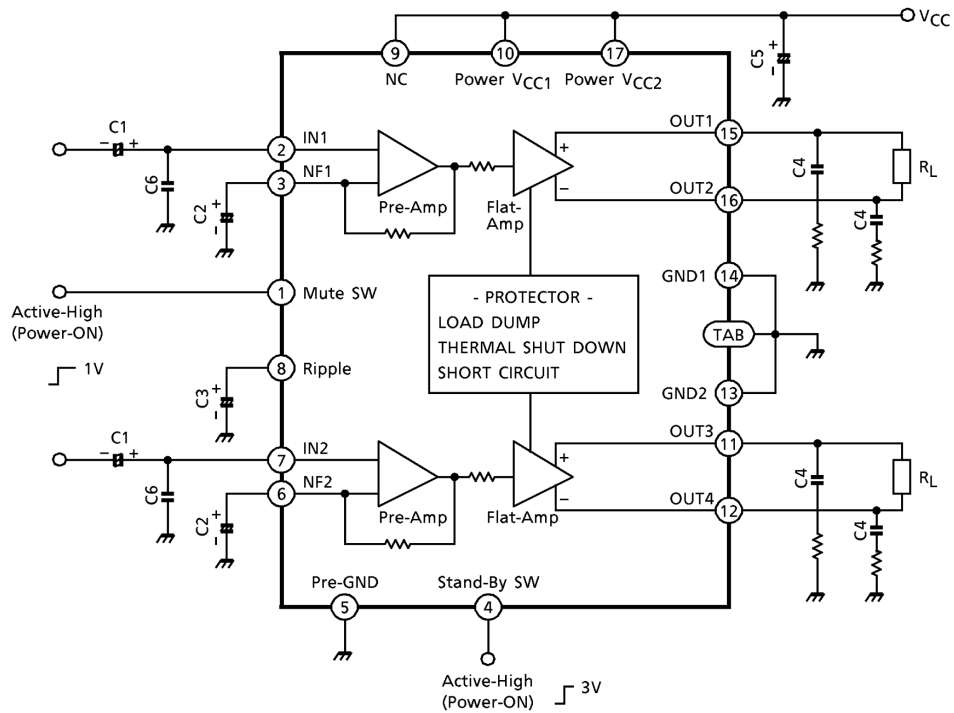 VCC
9
10
17
NC
Power VCC1
Power VCC2
C5
+
-
C1
- +
2
IN1
3
NF1
C6
C2
+
-
Pre-Amp
Flat-
Amp
+
−
OUT1
15
OUT2
16
C4
C4
RL
1
Mute SW
Active-High
(Power-ON)
1V
8
Ripple
C3
+
-
- PROTECTOR -
LOAD DUMP
THERMAL SHUT DOWN
SHORT CIRCUIT
GND1
14
TAB
GND2
13
C1
- +
7
IN2
6
NF2
C6
C2
+
-
Pre-Amp
Flat-Amp
+
−
OUT3
11
OUT4
12
C4
C4
RL
Pre-GND
5
Stand-By SW
4
Active-High
(Power-ON)
3V